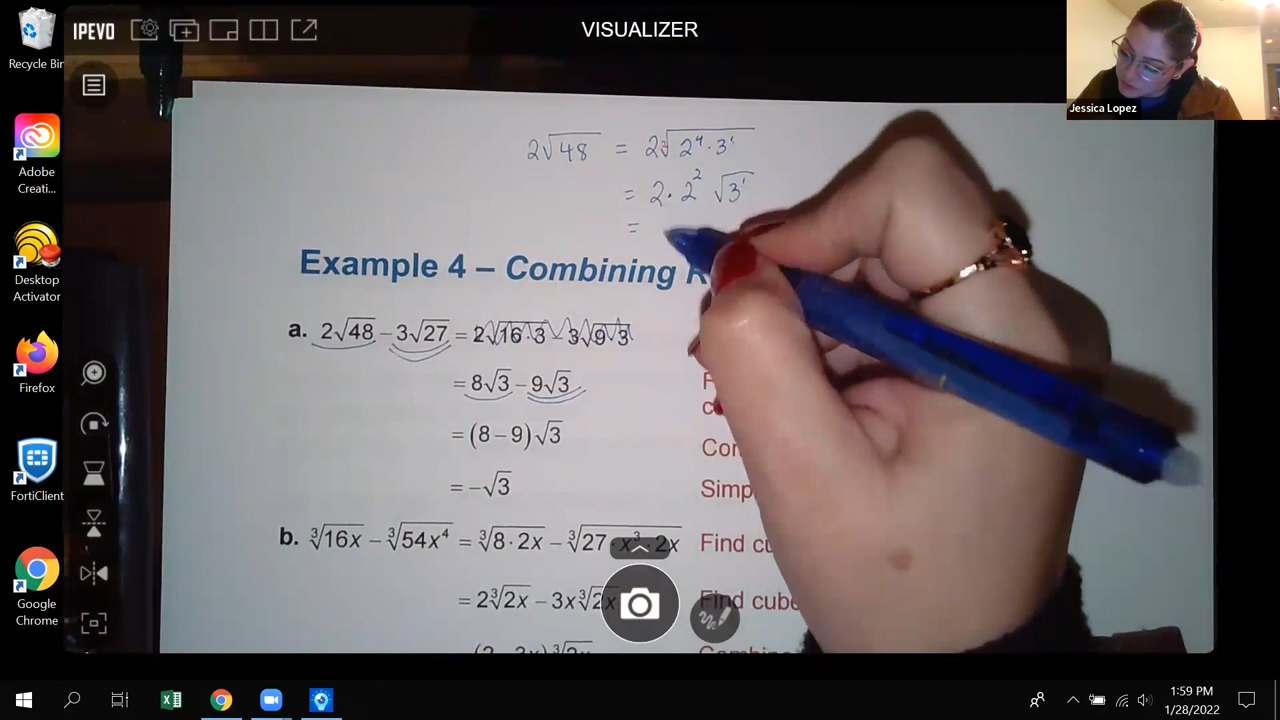 IPEVO
VISUALIZER
Jessica Lopez
Recycle Bin
Adobe
Creati...
Desktop
Activator
Firefox
FortiClient
Google
Chrome
2√48 = 2²√2⁴·3¹
= 2·2² √3¹
=
Example 4 – Combining R
a. 2√48 – 3√27 = 2√16·3 – 3√9√3
= 8√3 – 9√3
= (8 – 9)√3
= –√3
Simp
b. ∛16x – ∛54x⁴ = ∛8·2x – ∛27·x³·2x Find cu
= 2∛2x – 3x∛2x Find cube
1:59 PM
1/28/2022